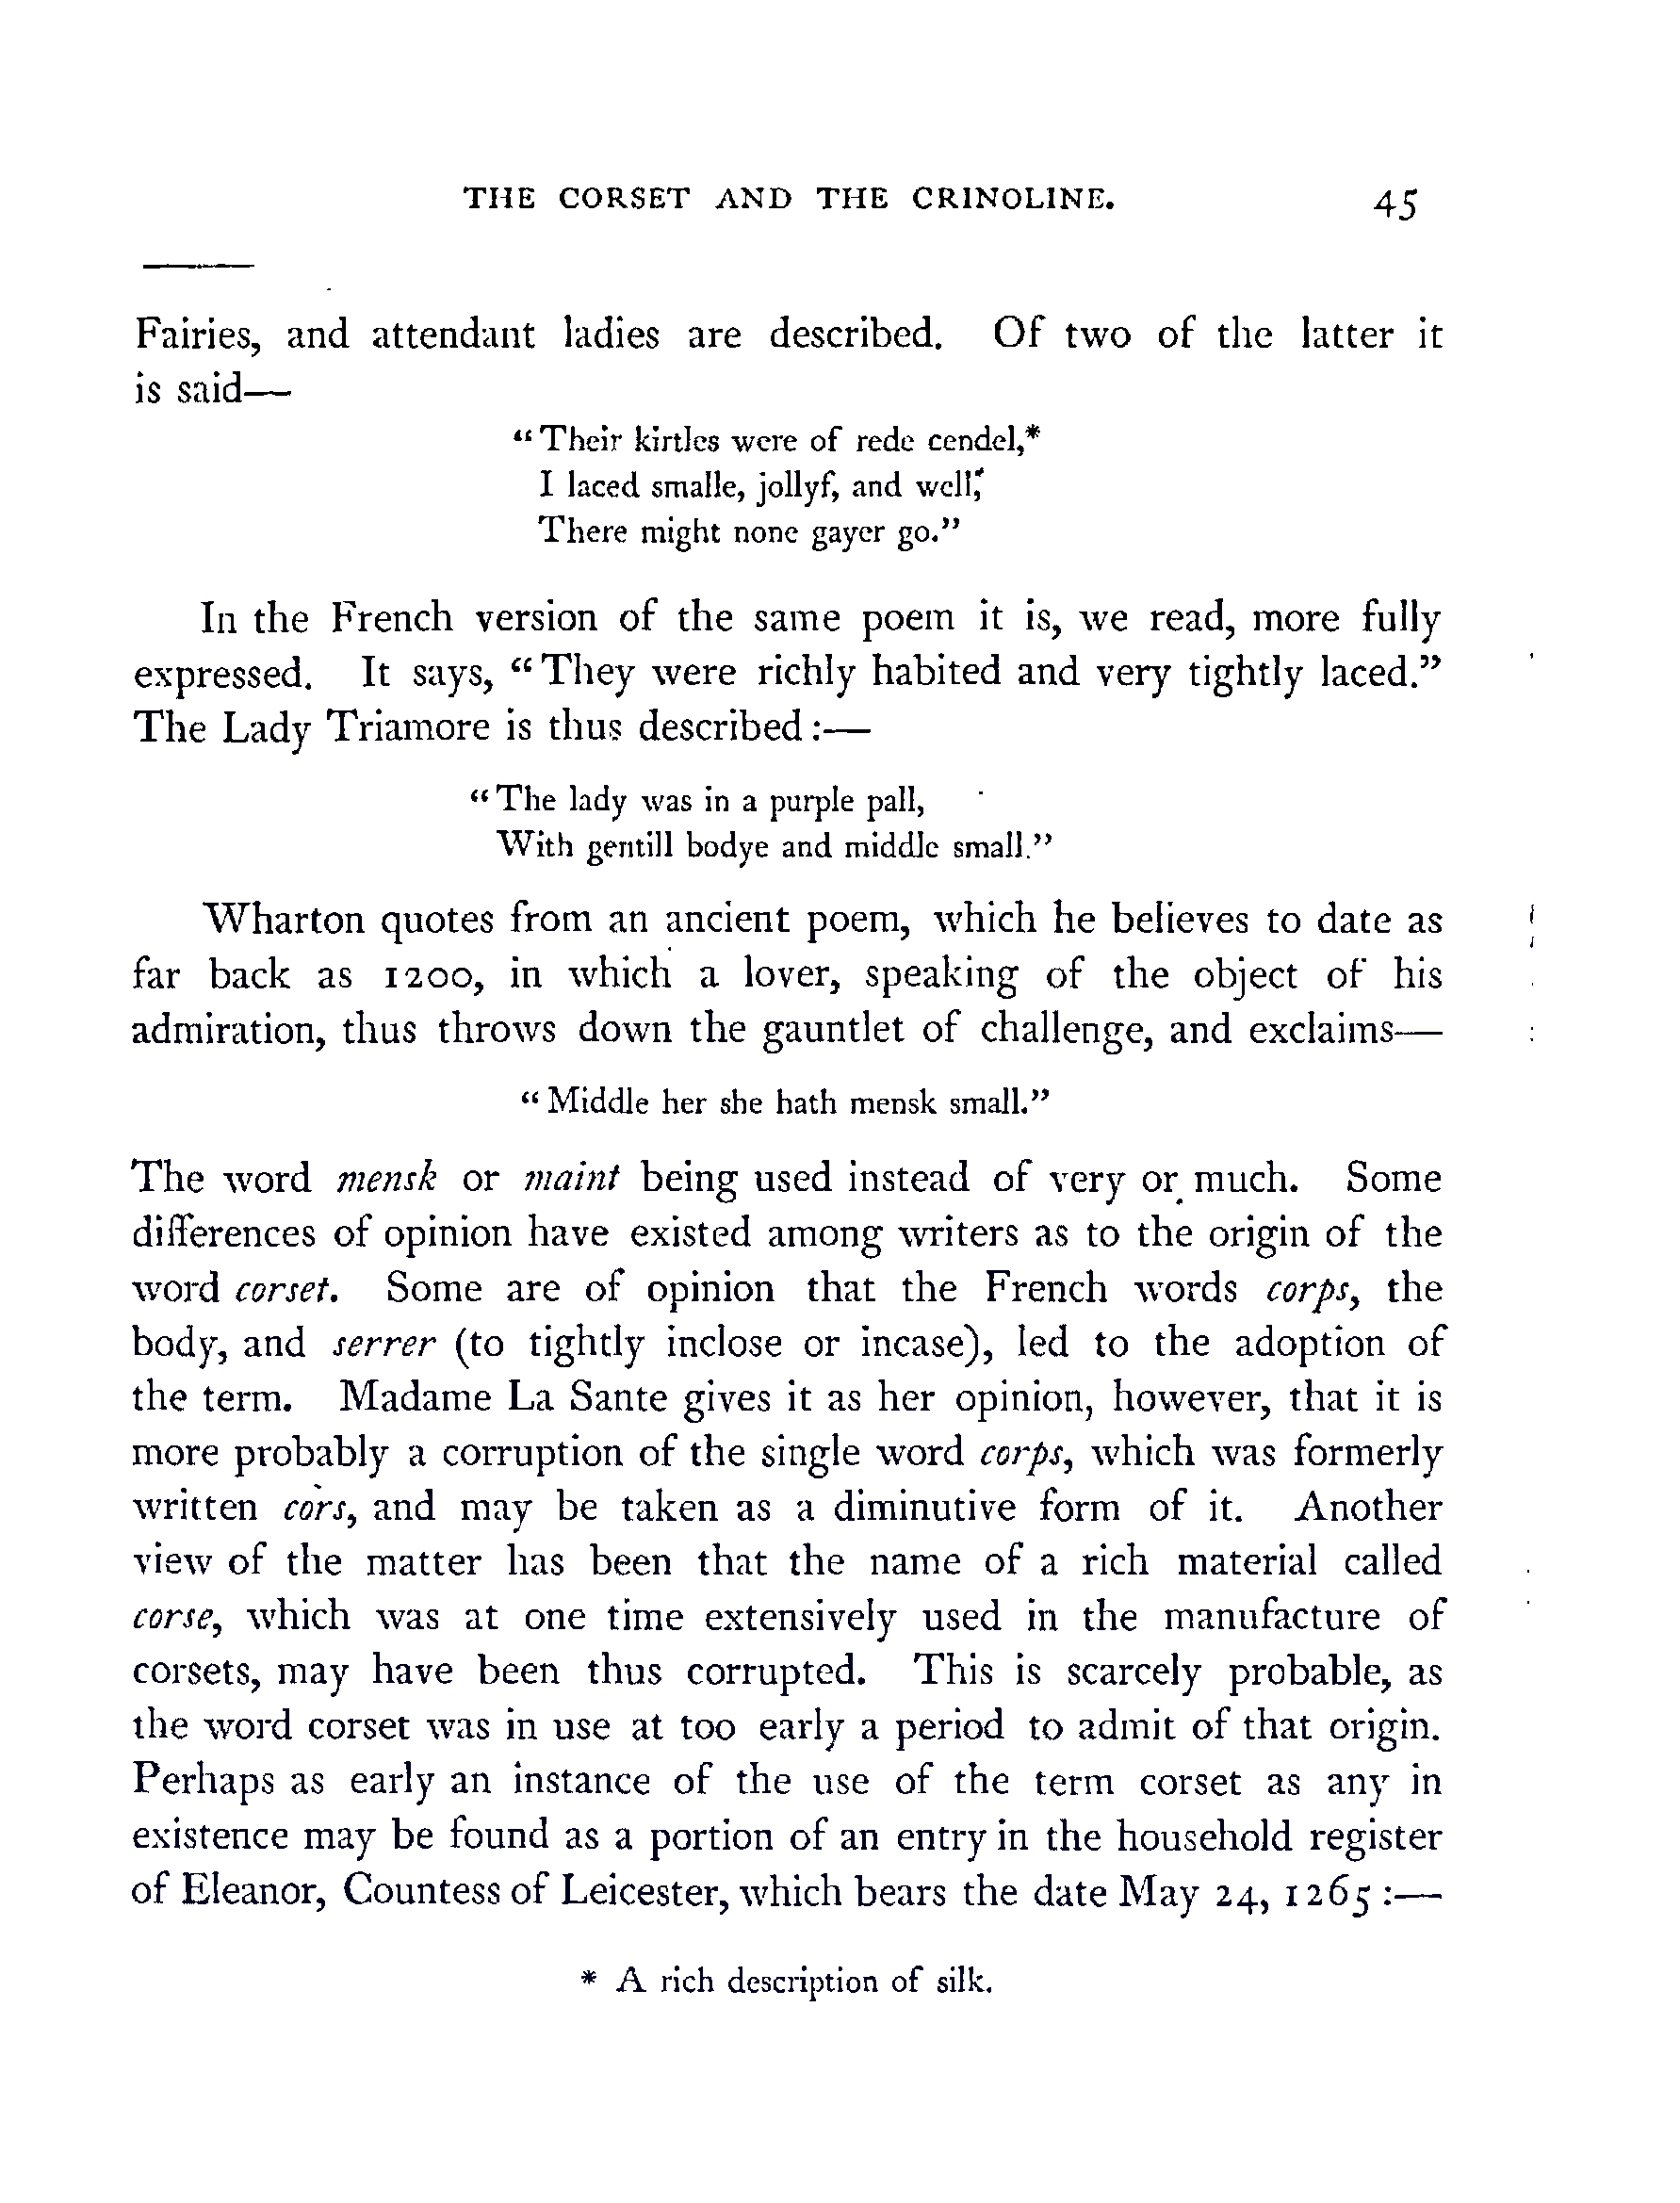 THE CORSET AND THE CRINOLINE. 45
Fairies, and attendant ladies are described. Of two of the latter it
is said—
“Their kirtles were of rede cendel,*
I laced smalle, jollyf, and well;
There might none gayer go.”
In the French version of the same poem it is, we read, more fully
expressed. It says, “They were richly habited and very tightly laced.”
The Lady Triamore is thus described:—
“The lady was in a purple pall,
With gentill bodye and middle small.”
Wharton quotes from an ancient poem, which he believes to date as
far back as 1200, in which a lover, speaking of the object of his
admiration, thus throws down the gauntlet of challenge, and exclaims—
“Middle her she hath mensk small.”
The word mensk or maint being used instead of very or much. Some
differences of opinion have existed among writers as to the origin of the
word corset. Some are of opinion that the French words corps, the
body, and serrer (to tightly inclose or incase), led to the adoption of
the term. Madame La Sante gives it as her opinion, however, that it is
more probably a corruption of the single word corps, which was formerly
written cors, and may be taken as a diminutive form of it. Another
view of the matter has been that the name of a rich material called
corse, which was at one time extensively used in the manufacture of
corsets, may have been thus corrupted. This is scarcely probable, as
the word corset was in use at too early a period to admit of that origin.
Perhaps as early an instance of the use of the term corset as any in
existence may be found as a portion of an entry in the household register
of Eleanor, Countess of Leicester, which bears the date May 24, 1265:—
* A rich description of silk.